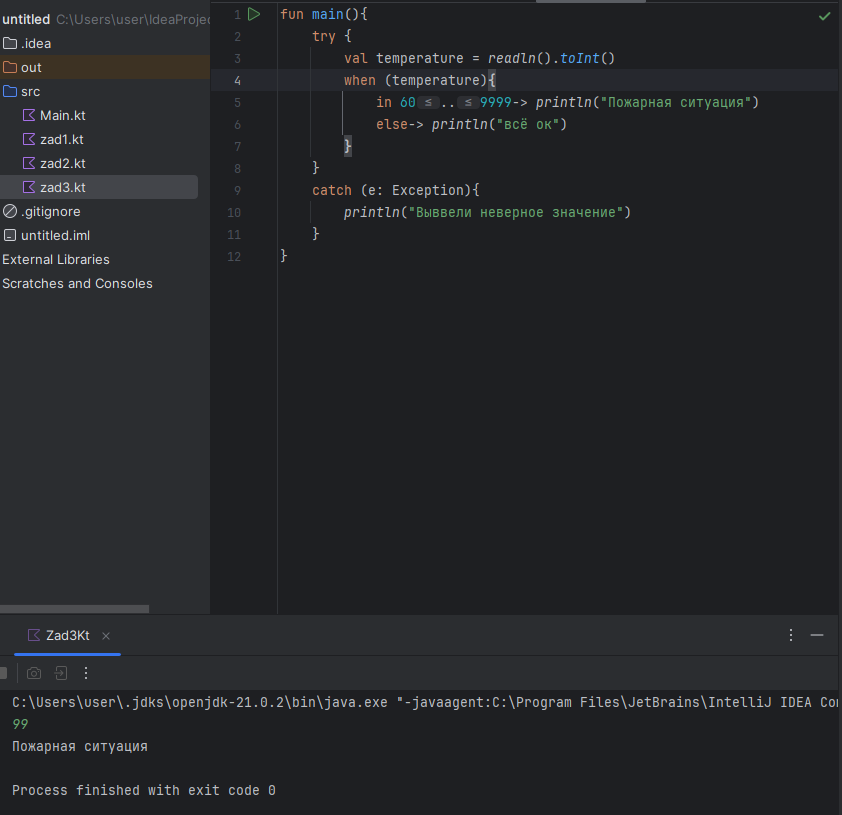 untitled C:\Users\user\IdeaProjec
.idea
out
src
Main.kt
zad1.kt
zad2.kt
zad3.kt
.gitignore
untitled.iml
External Libraries
Scratches and Consoles
1 fun main(){
2 try {
3 val temperature = readln().toInt()
4 when (temperature){
5 in 60 ≤ .. ≤ 9999-> println("Пожарная ситуация")
6 else-> println("всё ок")
7 }
8 }
9 catch (e: Exception){
10 println("Выввели неверное значение")
11 }
12 }
Zad3Kt
C:\Users\user\.jdks\openjdk-21.0.2\bin\java.exe "-javaagent:C:\Program Files\JetBrains\IntelliJ IDEA Com
99
Пожарная ситуация
Process finished with exit code 0